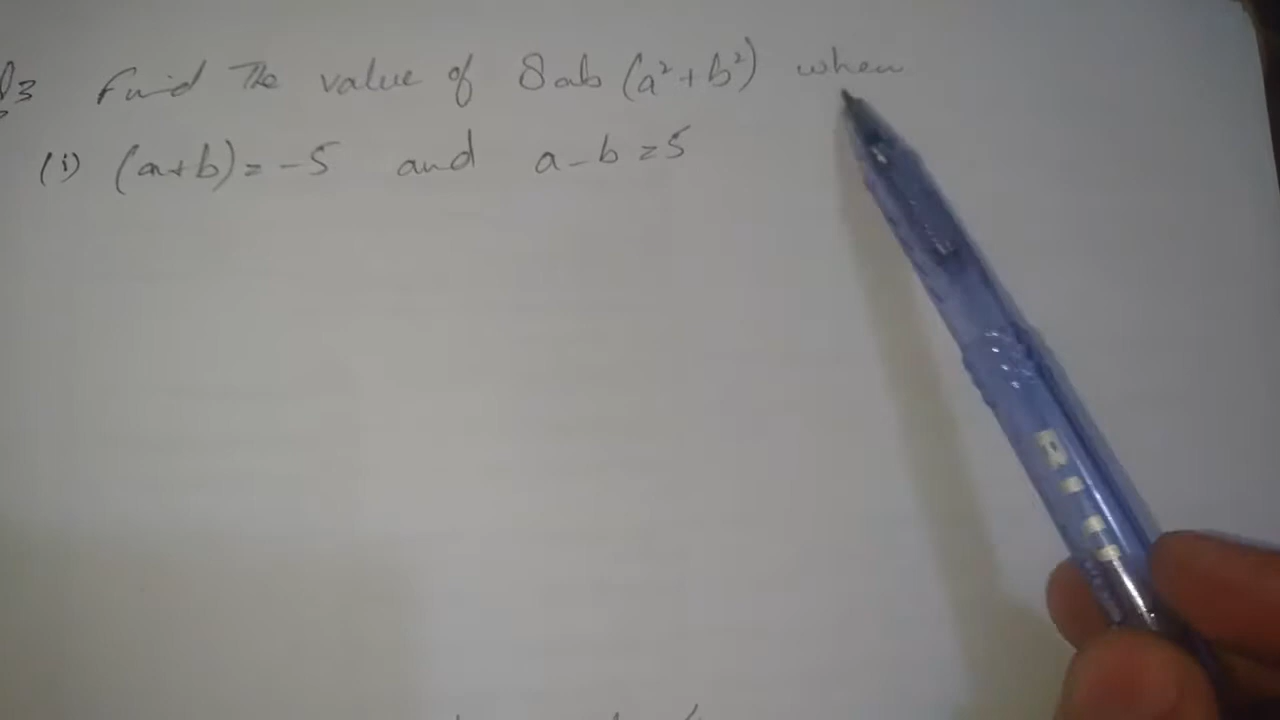 Q3 Find The value of 8ab (a²+b²) when
(i) (a+b) = -5 and a-b = 5